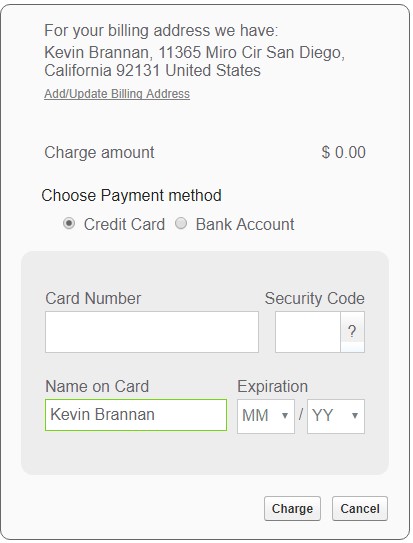 For your billing address we have:
Kevin Brannan, 11365 Miro Cir San Diego,
California 92131 United States
Add/Update Billing Address
Charge amount $ 0.00
Choose Payment method
Credit Card Bank Account
Card Number Security Code
?
Name on Card Expiration
Kevin Brannan MM / YY
Charge Cancel